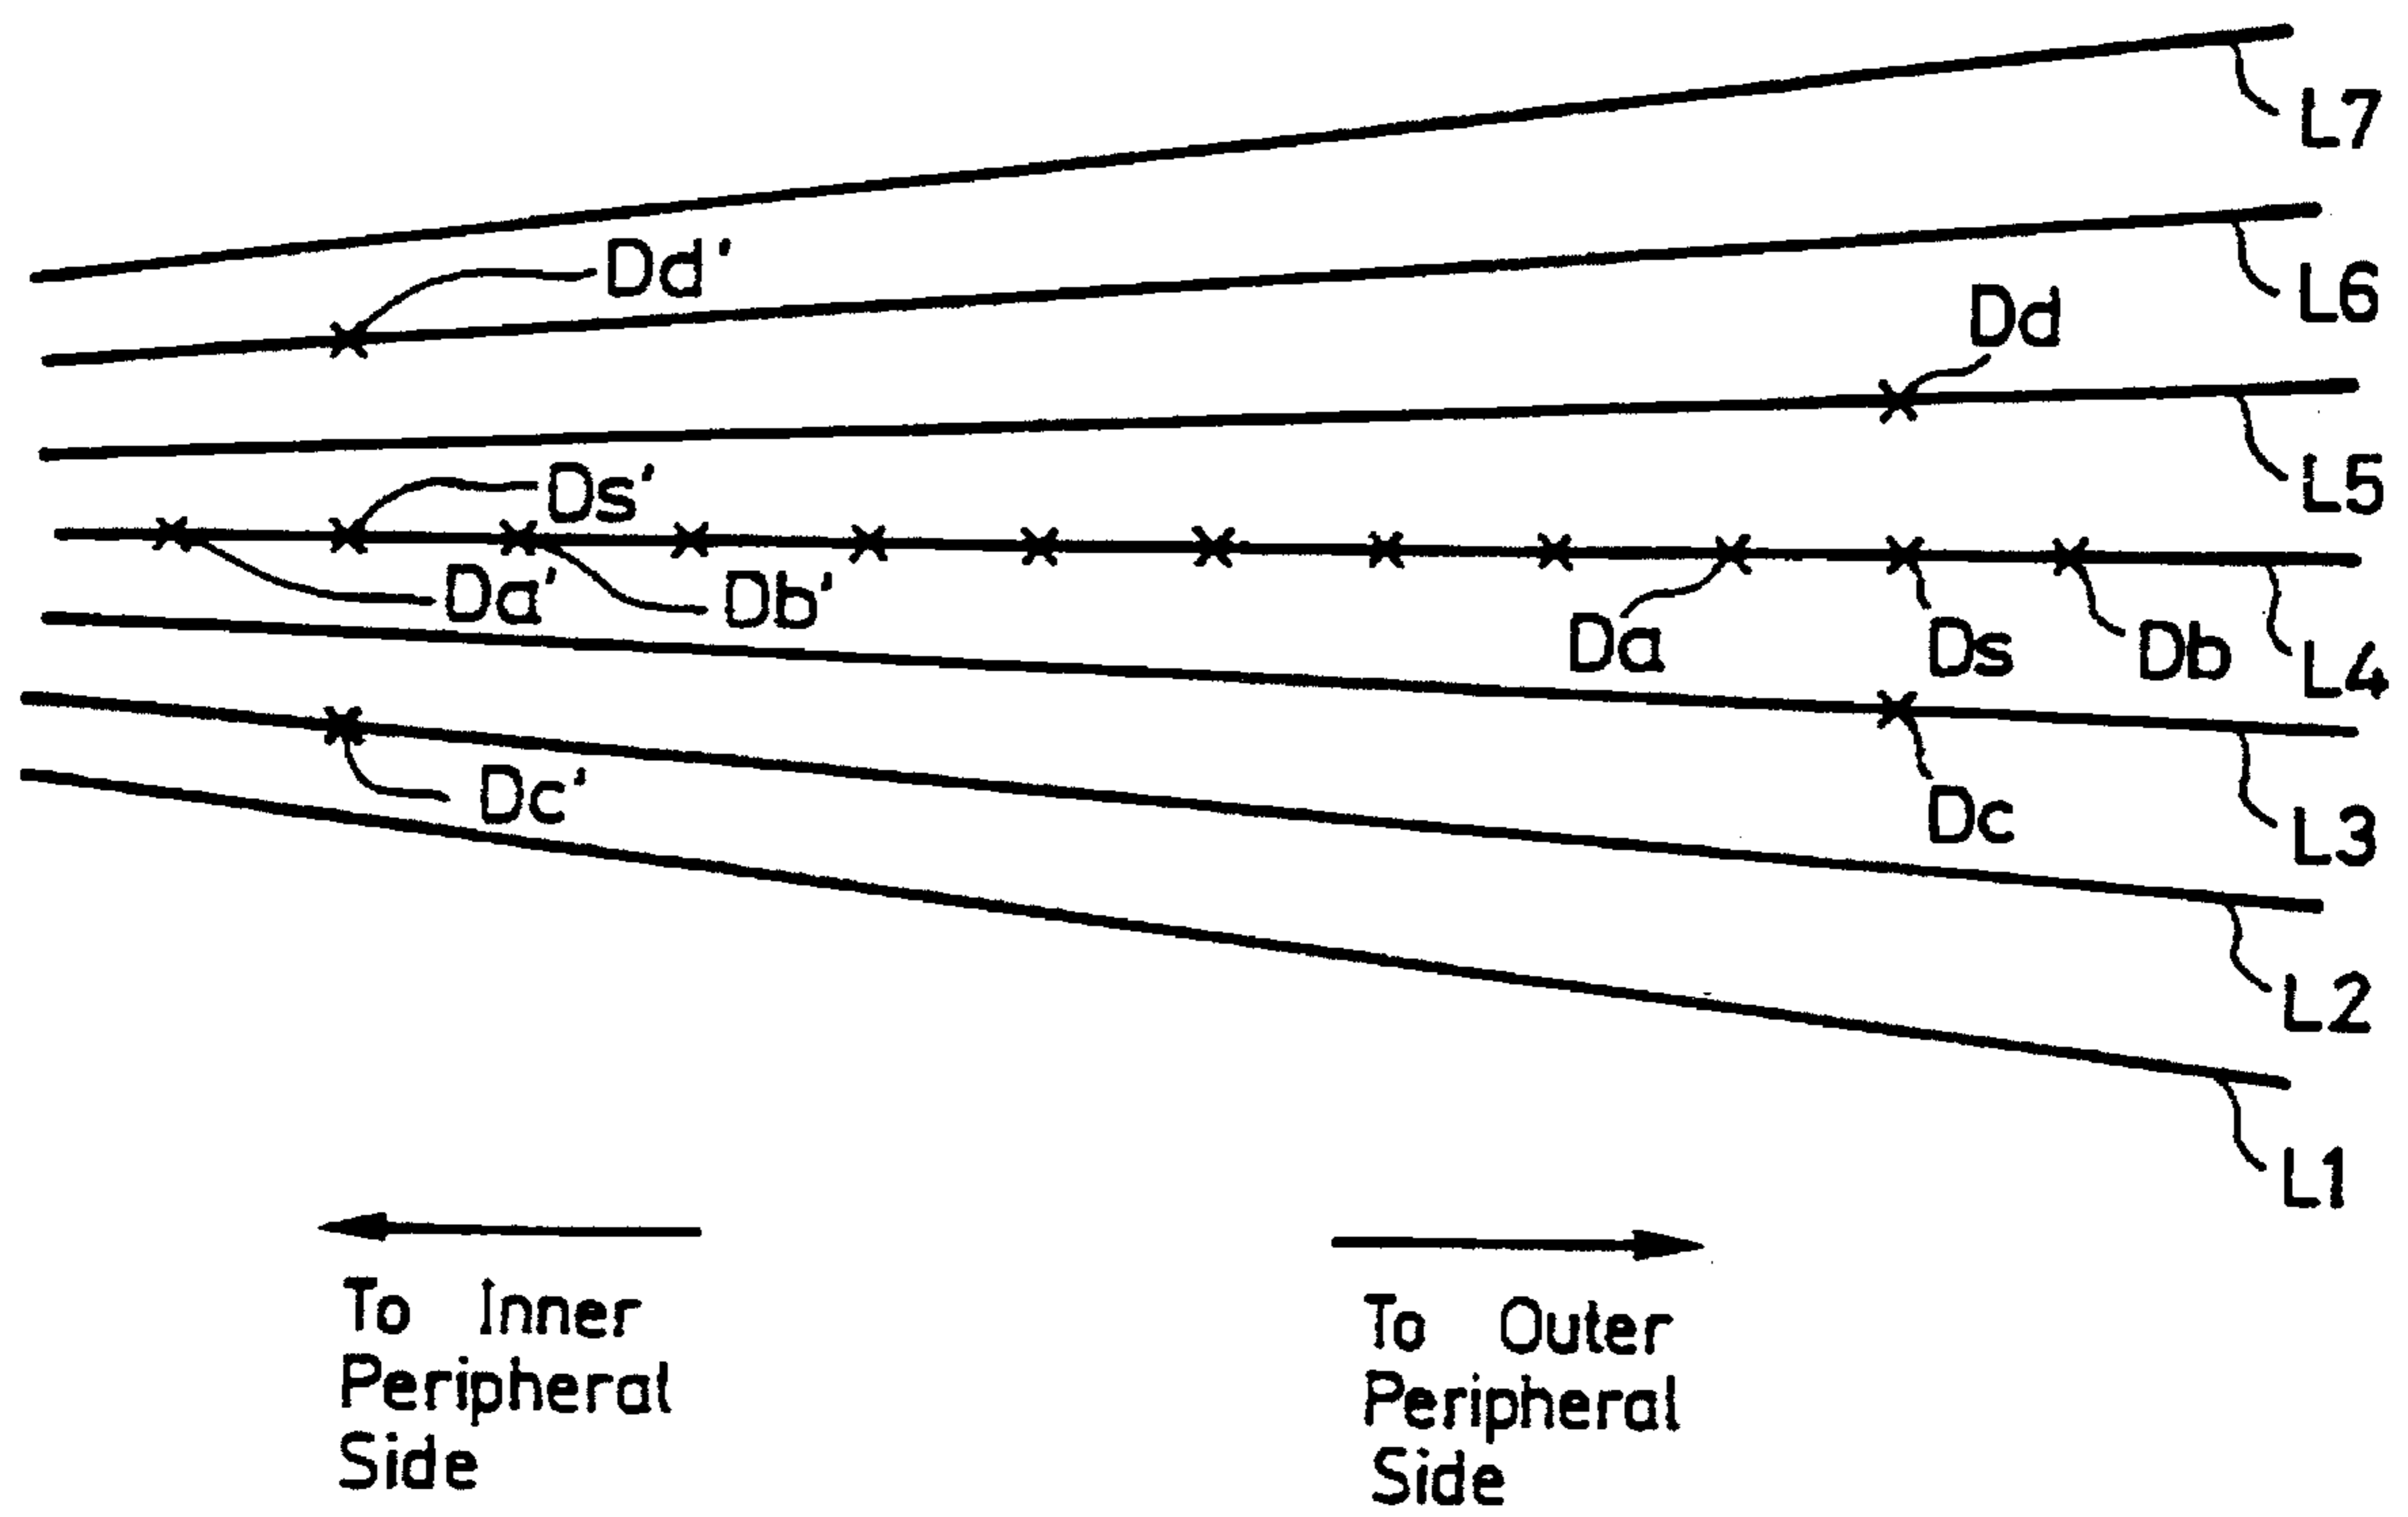 L7
Dd'
L6
Dd
Ds'
L5
Da'
Db'
Da
Ds
Db
L4
Dc'
Dc
L3
L2
L1
To Inner
Peripheral
Side
To Outer
Peripheral
Side